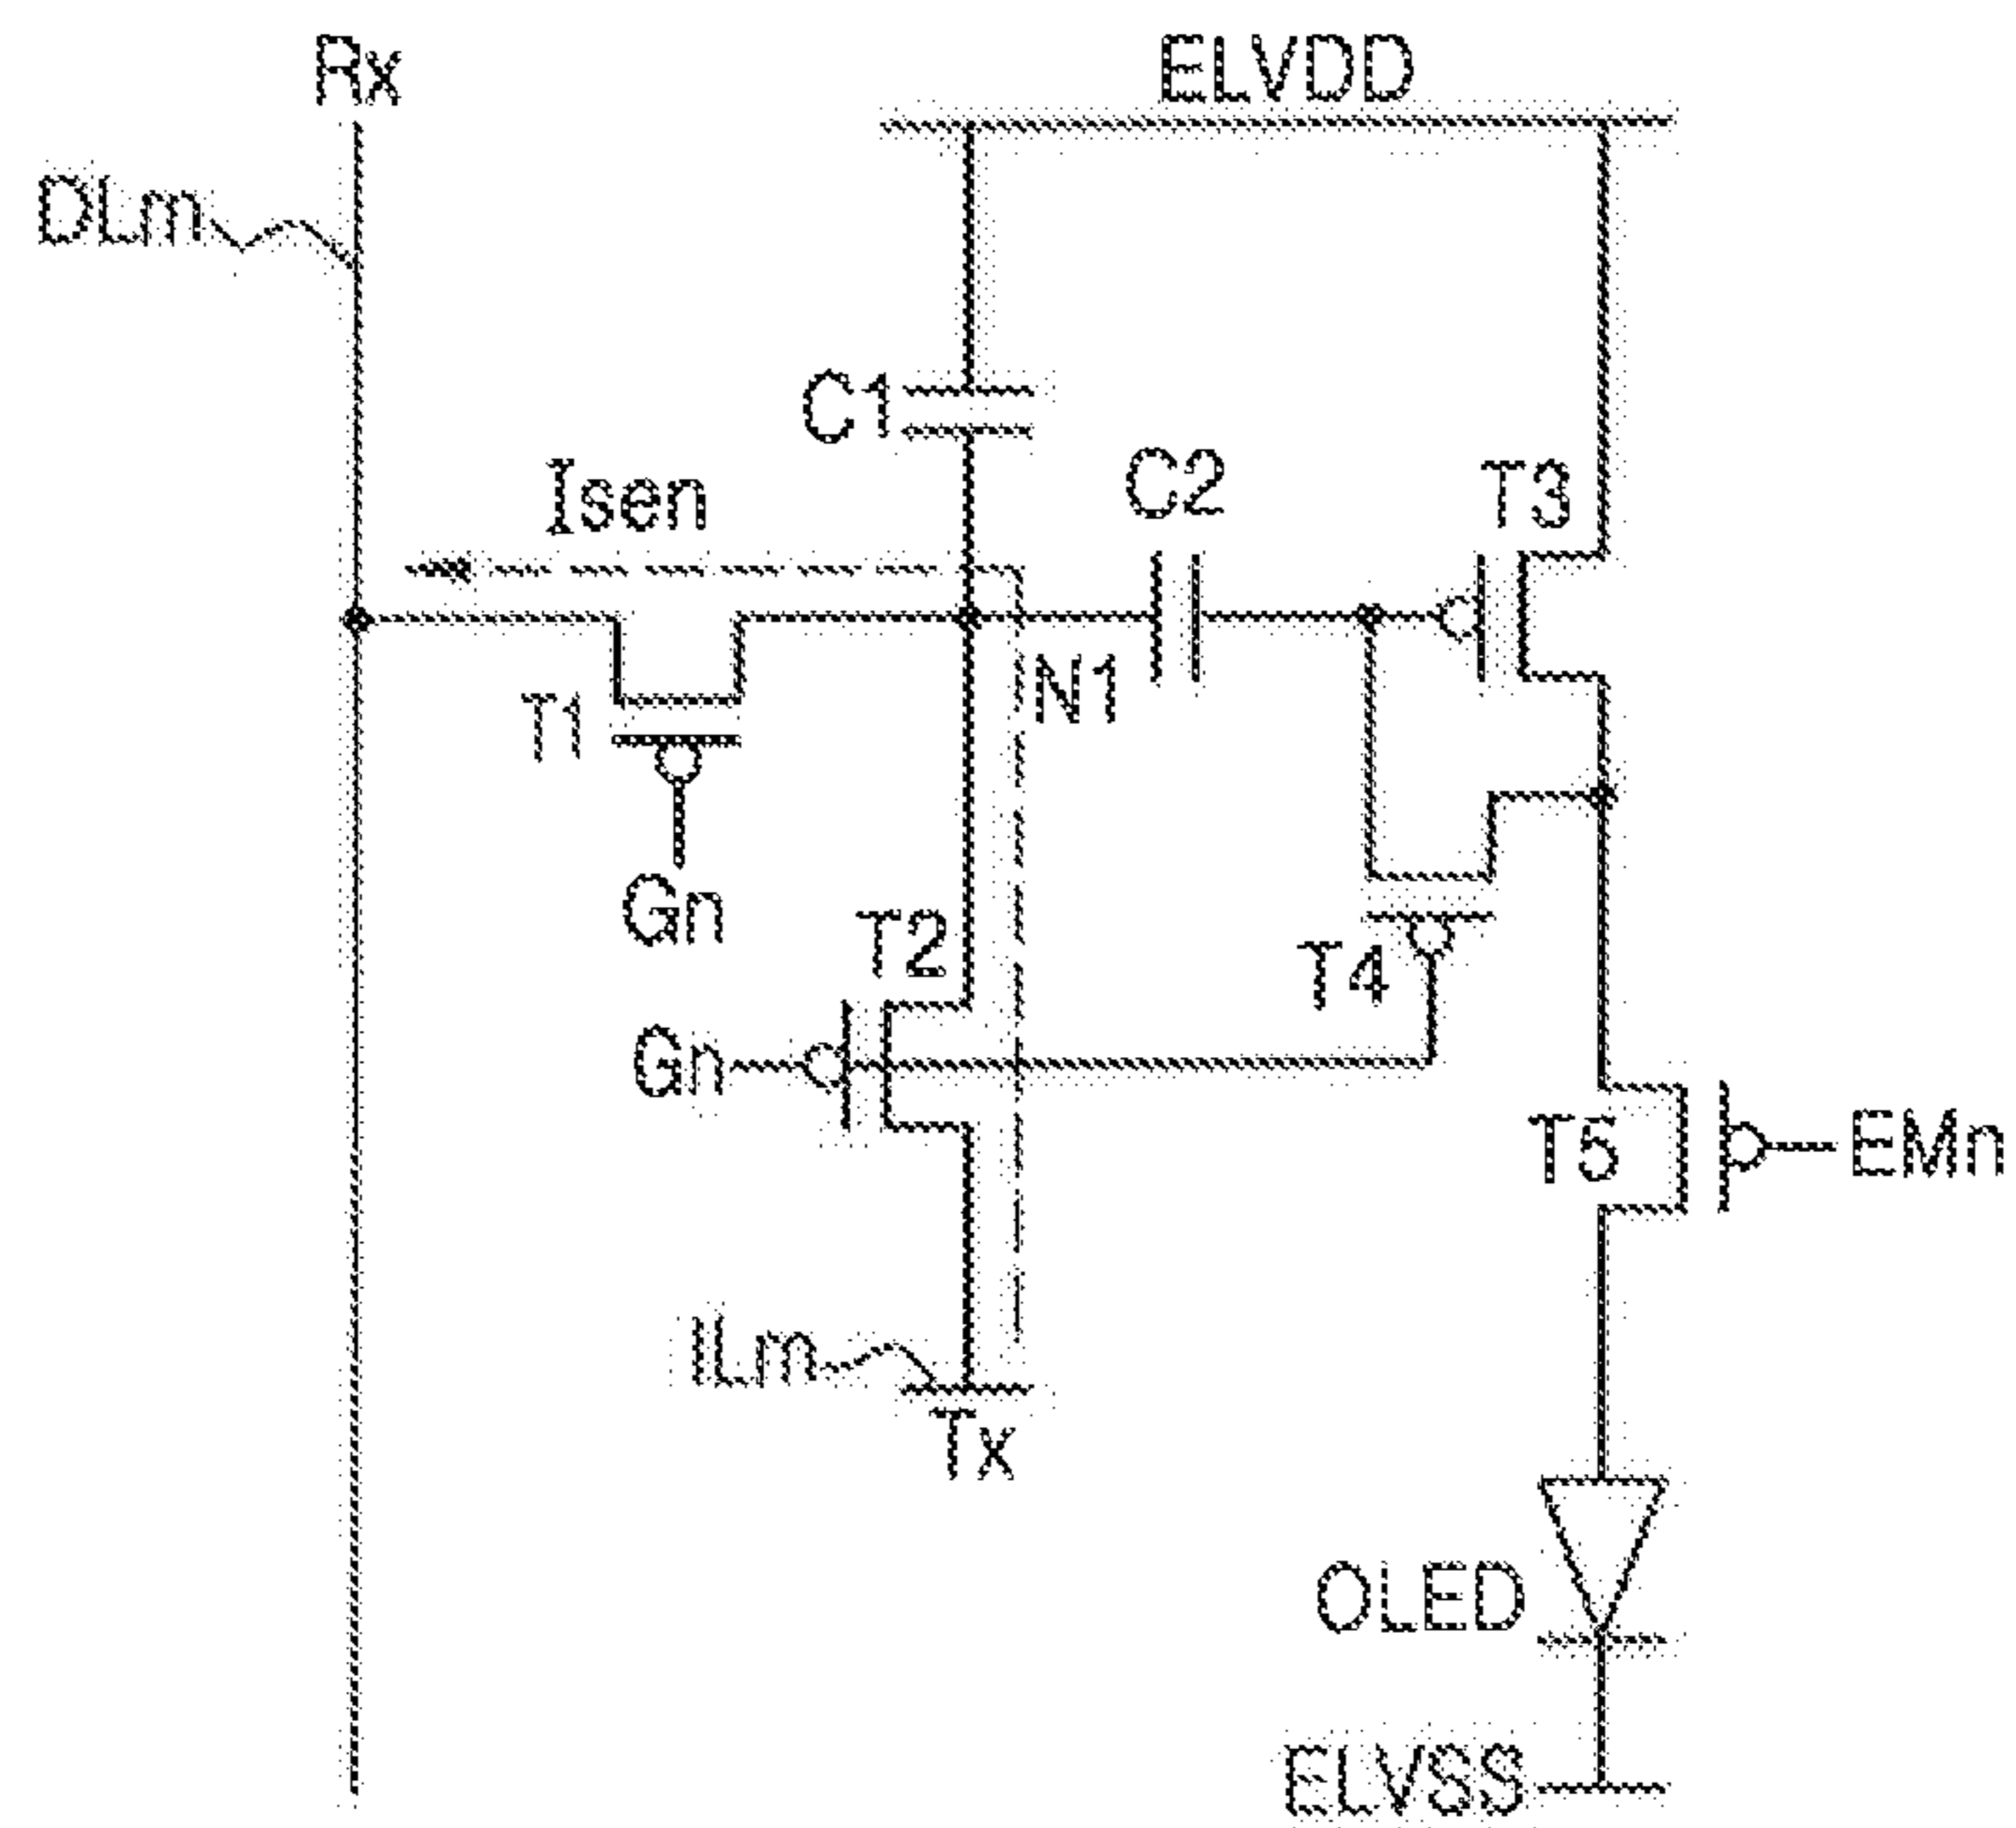 Rx
ELVDD
DLm
C1
Isen
C2
T3
N1
T1
Gn
T2
T4
Gn
T5
EMn
ILm
Tx
OLED
ELVSS